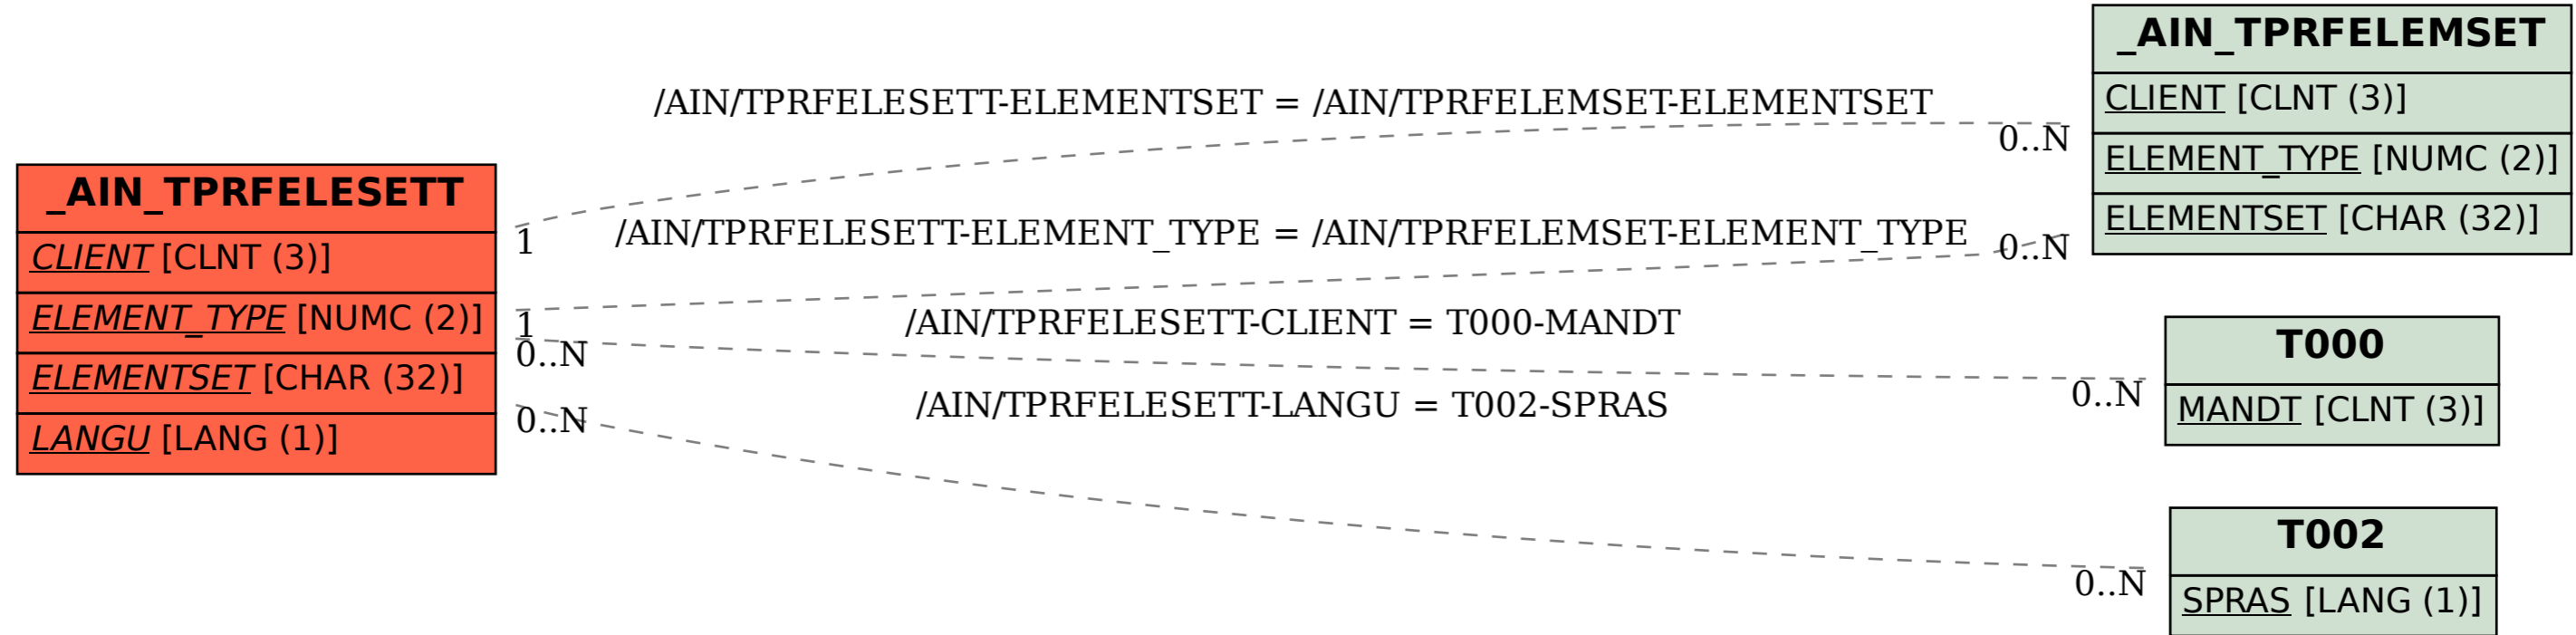 _AIN_TPRFELESETT
CLIENT [CLNT (3)]
ELEMENT_TYPE [NUMC (2)]
ELEMENTSET [CHAR (32)]
LANGU [LANG (1)]
/AIN/TPRFELESETT-ELEMENTSET = /AIN/TPRFELEMSET-ELEMENTSET
0..N
1
/AIN/TPRFELESETT-ELEMENT_TYPE = /AIN/TPRFELEMSET-ELEMENT_TYPE
0..N
1
/AIN/TPRFELESETT-CLIENT = T000-MANDT
0..N
0..N
/AIN/TPRFELESETT-LANGU = T002-SPRAS
0..N
0..N
_AIN_TPRFELEMSET
CLIENT [CLNT (3)]
ELEMENT_TYPE [NUMC (2)]
ELEMENTSET [CHAR (32)]
T000
MANDT [CLNT (3)]
T002
SPRAS [LANG (1)]